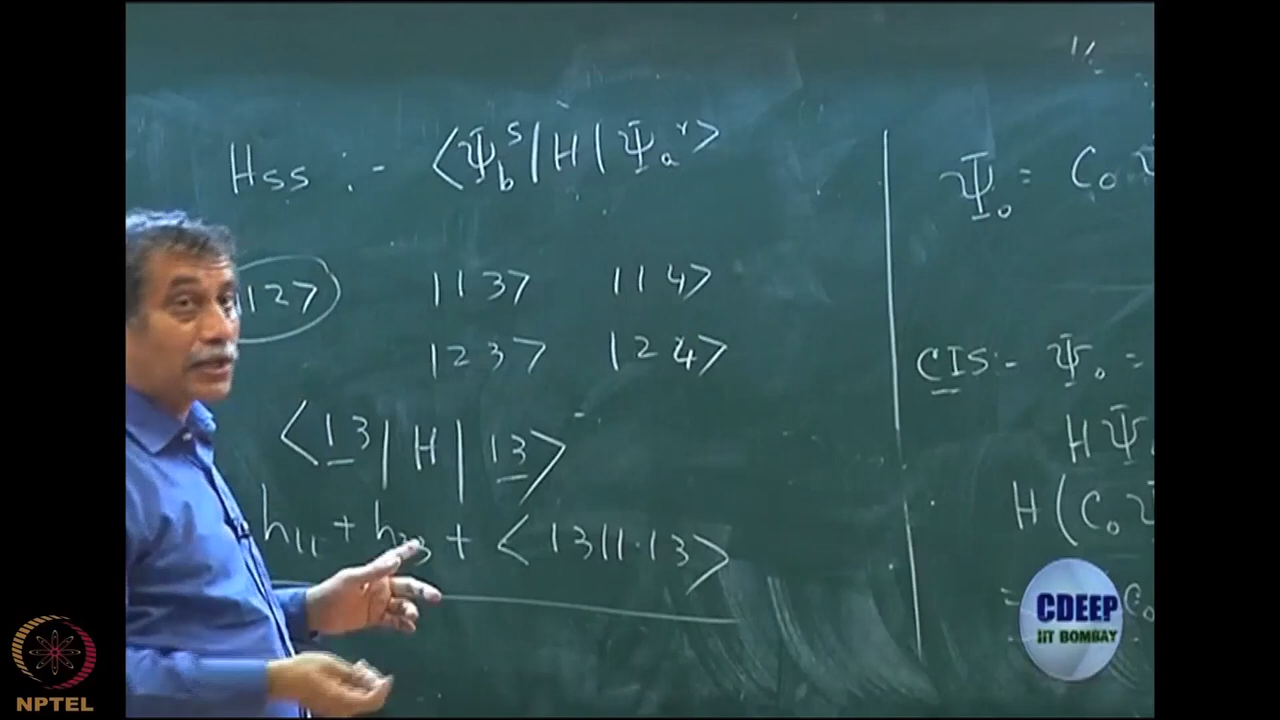 Hss :- ⟨Ψ_b^s|H|Ψ_a^r⟩
|12⟩ |13⟩ |14⟩
|23⟩ |24⟩
⟨13|H|13⟩
h₁₁ + h₃₃ + ⟨13||13⟩
Ψ₀ = C₀
CIS:- Ψ₀ =
HΨ
H(C₀Ψ
= C₀
CDEEP
IIT BOMBAY
NPTEL